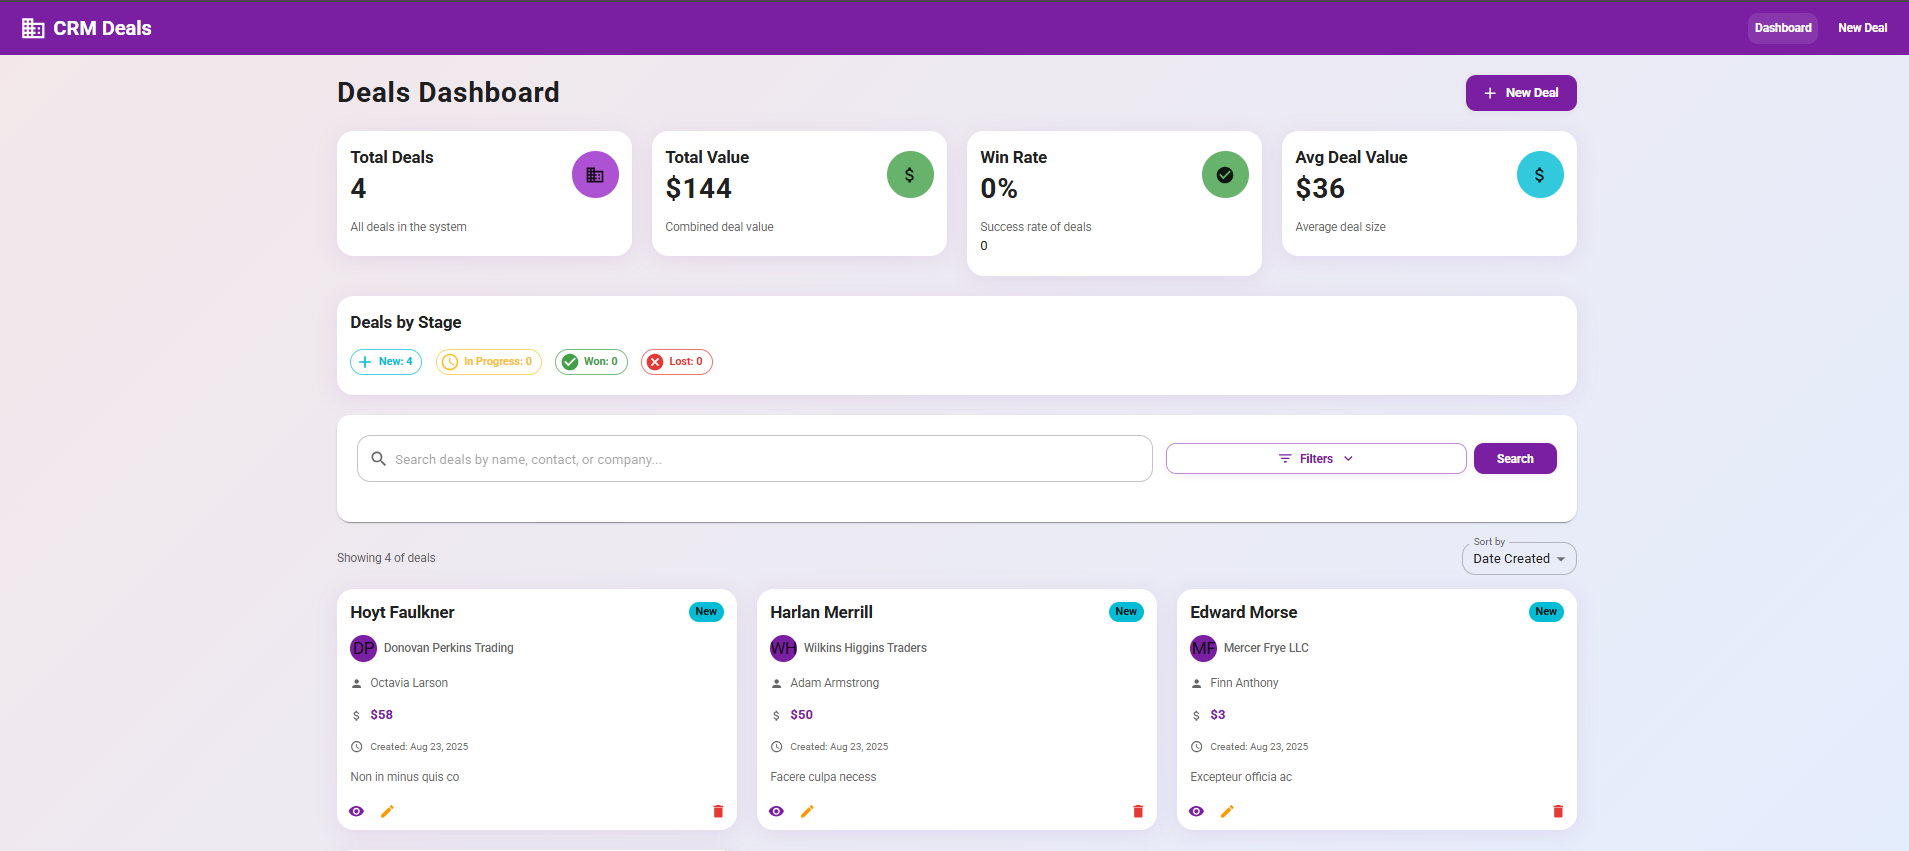 CRM Deals
Dashboard
New Deal
Deals Dashboard
New Deal
Total Deals
4
All deals in the system
Total Value
$144
Combined deal value
Win Rate
0%
Success rate of deals
0
Avg Deal Value
$36
Average deal size
Deals by Stage
New: 4
In Progress: 0
Won: 0
Lost: 0
Search deals by name, contact, or company...
Filters
Search
Showing 4 of deals
Sort by
Date Created
Hoyt Faulkner
New
DP
Donovan Perkins Trading
Octavia Larson
$58
Created: Aug 23, 2025
Non in minus quis co
Harlan Merrill
New
WH
Wilkins Higgins Traders
Adam Armstrong
$50
Created: Aug 23, 2025
Facere culpa necess
Edward Morse
New
MF
Mercer Frye LLC
Finn Anthony
$3
Created: Aug 23, 2025
Excepteur officia ac